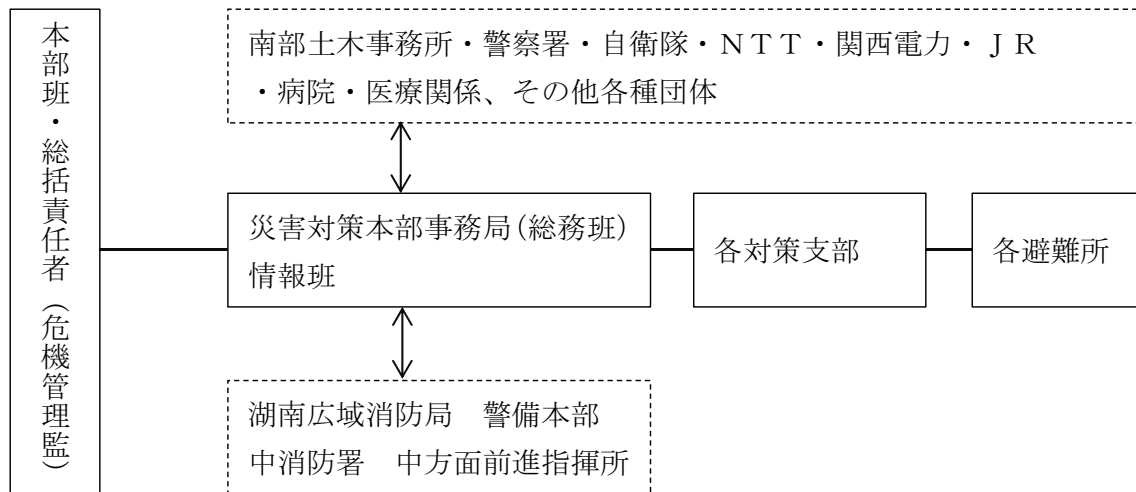 本部班・総括責任者（危機管理監）
南部土木事務所・警察署・自衛隊・ＮＴＴ・関西電力・ＪＲ
・病院・医療関係、その他各種団体
災害対策本部事務局(総務班)
情報班
各対策支部
各避難所
湖南広域消防局　警備本部
中消防署　中方面前進指揮所